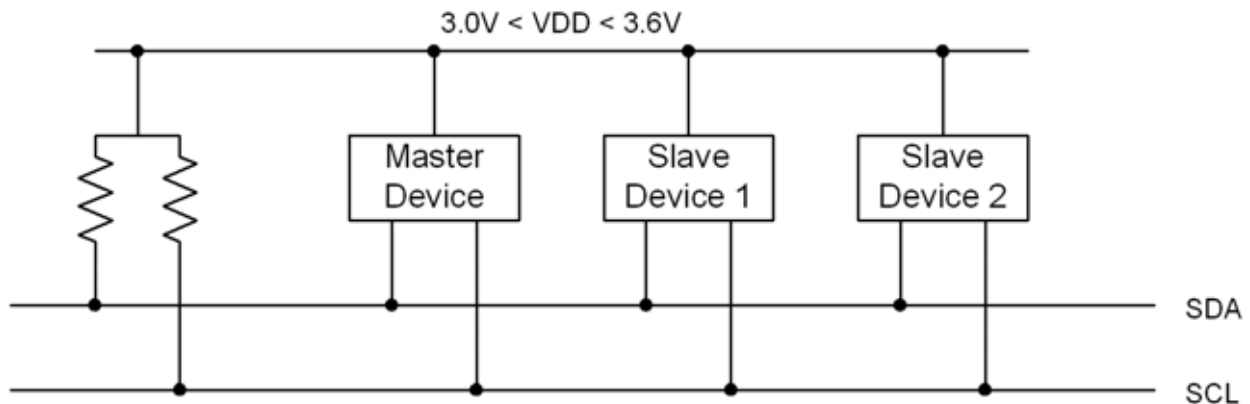 3.0V < VDD < 3.6V
Master
Device
Slave
Device 1
Slave
Device 2
SDA
SCL